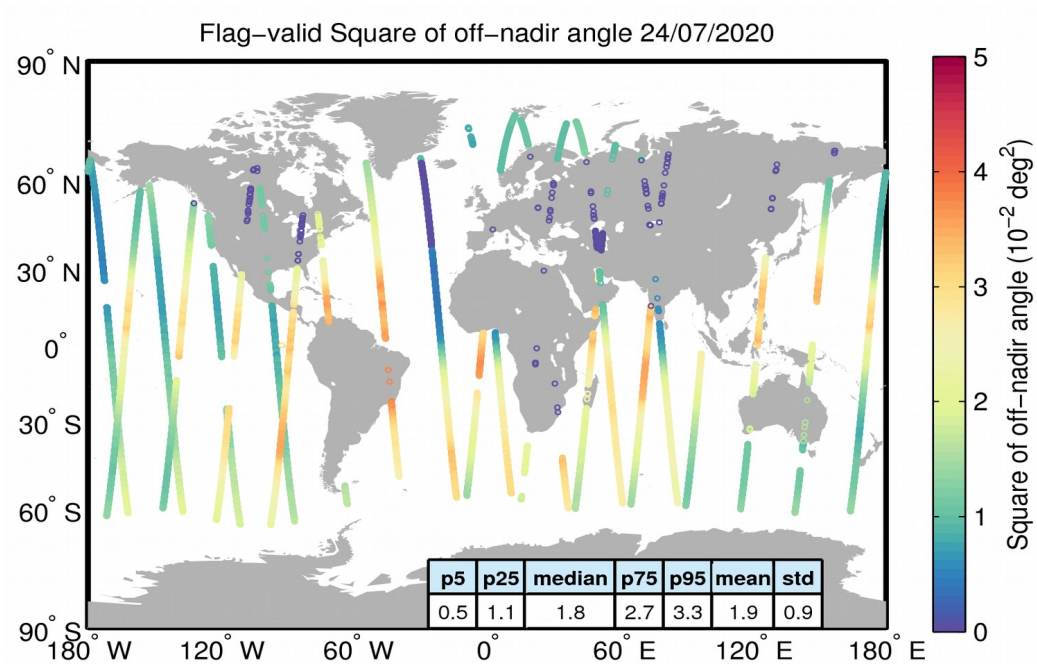 Flag−valid Square of off−nadir angle 24/07/2020
90° N
60° N
30° N
0°
30° S
60° S
90° S
180° W
120° W
60° W
0°
60° E
120° E
180° E
p5 p25 median p75 p95 mean std
0.5 1.1 1.8 2.7 3.3 1.9 0.9
5
4
3
2
1
0
Square of off−nadir angle (10⁻² deg²)